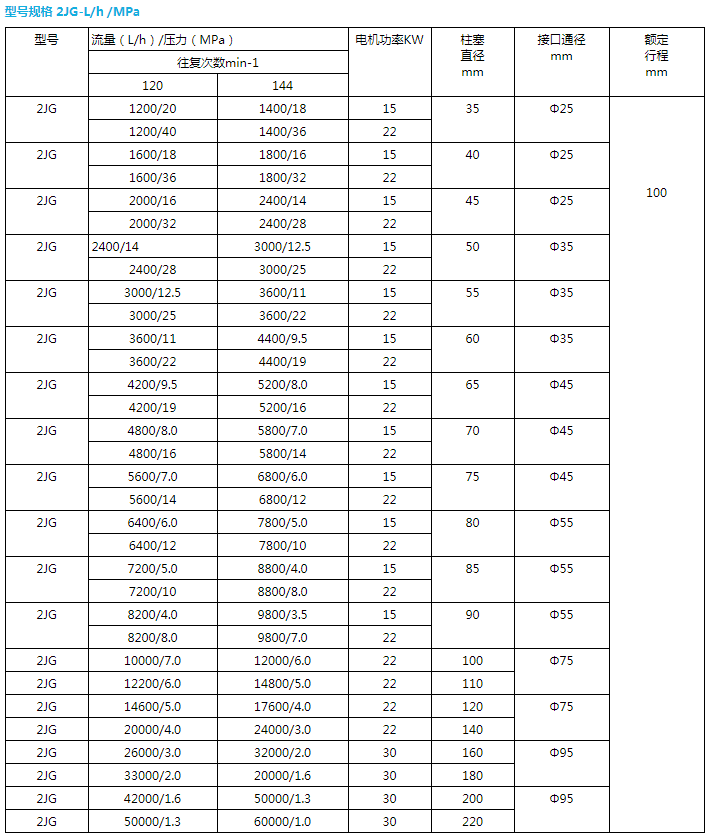 型号规格 2JG-L/h /MPa
型号 流量（L/h）/压力（MPa） 电机功率KW 柱塞 接口通径 额定
直径 mm 行程
往复次数min-1 mm mm
120 144
2JG 1200/20 1400/18 15 35 Φ25
1200/40 1400/36 22
2JG 1600/18 1800/16 15 40 Φ25
1600/36 1800/32 22
2JG 2000/16 2400/14 15 45 Φ25 100
2000/32 2400/28 22
2JG 2400/14 3000/12.5 15 50 Φ35
2400/28 3000/25 22
2JG 3000/12.5 3600/11 15 55 Φ35
3000/25 3600/22 22
2JG 3600/11 4400/9.5 15 60 Φ35
3600/22 4400/19 22
2JG 4200/9.5 5200/8.0 15 65 Φ45
4200/19 5200/16 22
2JG 4800/8.0 5800/7.0 15 70 Φ45
4800/16 5800/14 22
2JG 5600/7.0 6800/6.0 15 75 Φ45
5600/14 6800/12 22
2JG 6400/6.0 7800/5.0 15 80 Φ55
6400/12 7800/10 22
2JG 7200/5.0 8800/4.0 15 85 Φ55
7200/10 8800/8.0 22
2JG 8200/4.0 9800/3.5 15 90 Φ55
8200/8.0 9800/7.0 22
2JG 10000/7.0 12000/6.0 22 100 Φ75
2JG 12200/6.0 14800/5.0 22 110
2JG 14600/5.0 17600/4.0 22 120 Φ75
2JG 20000/4.0 24000/3.0 22 140
2JG 26000/3.0 32000/2.0 30 160 Φ95
2JG 33000/2.0 20000/1.6 30 180
2JG 42000/1.6 50000/1.3 30 200 Φ95
2JG 50000/1.3 60000/1.0 30 220